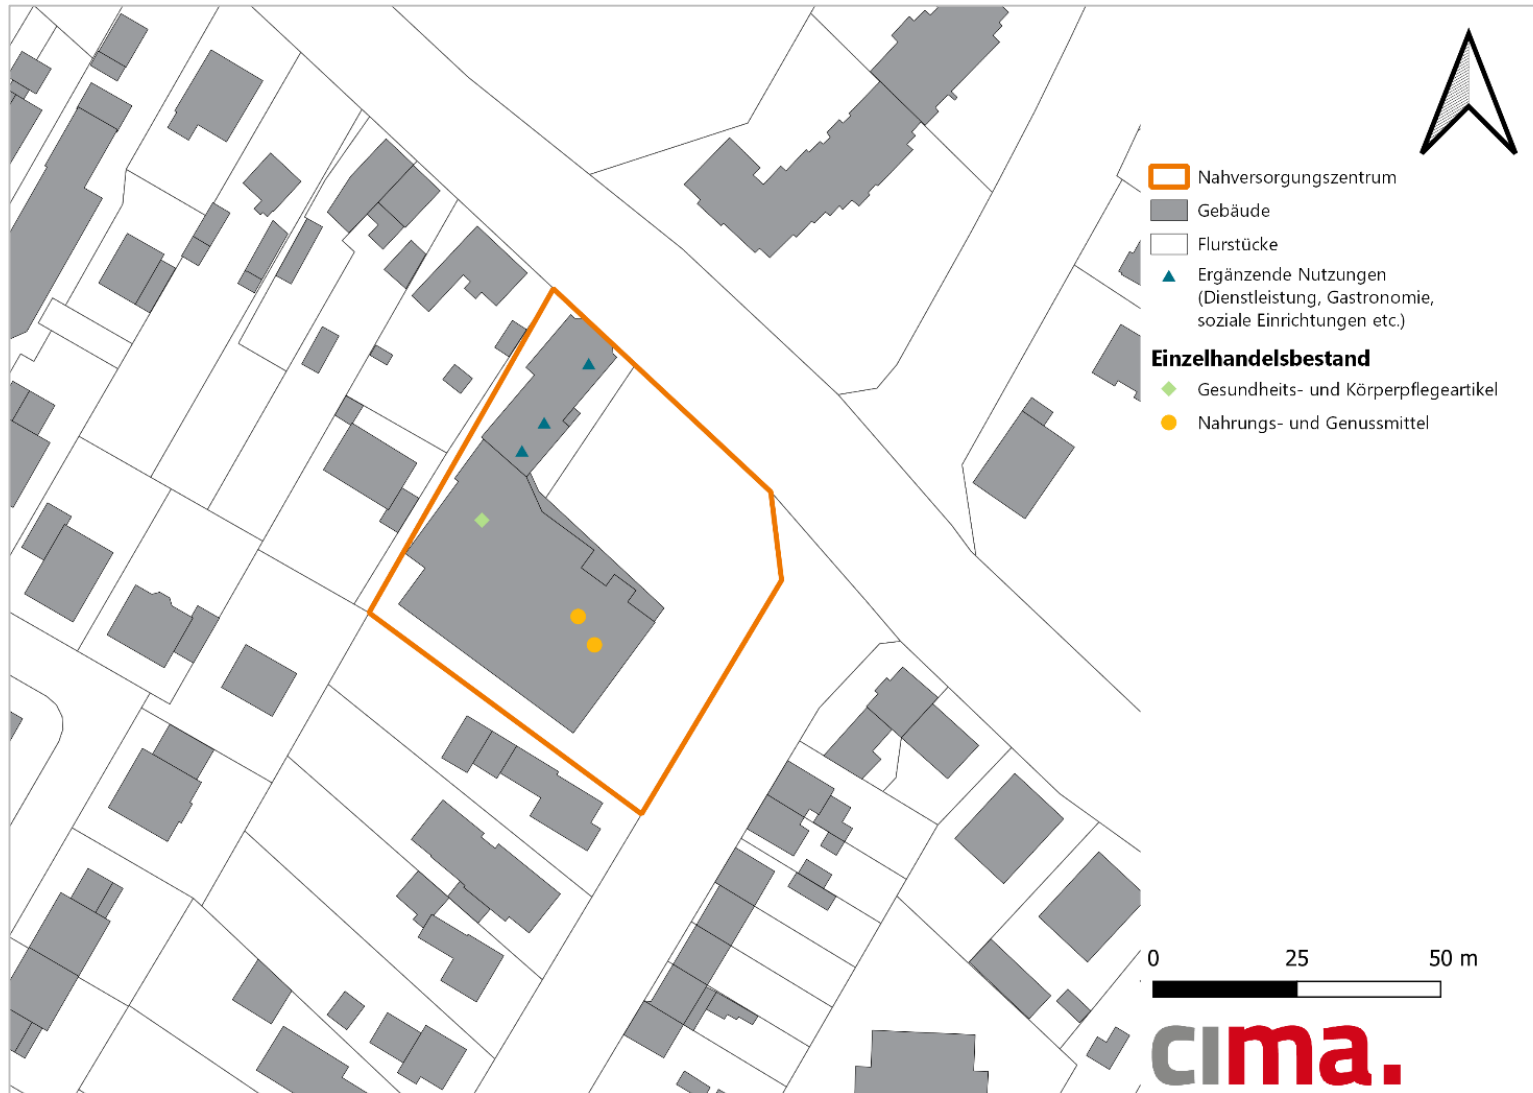 Nahversorgungszentrum
Gebäude
Flurstücke
Ergänzende Nutzungen
(Dienstleistung, Gastronomie,
soziale Einrichtungen etc.)
Einzelhandelsbestand
Gesundheits- und Körperpflegeartikel
Nahrungs- und Genussmittel
0 25 50 m
cıma.